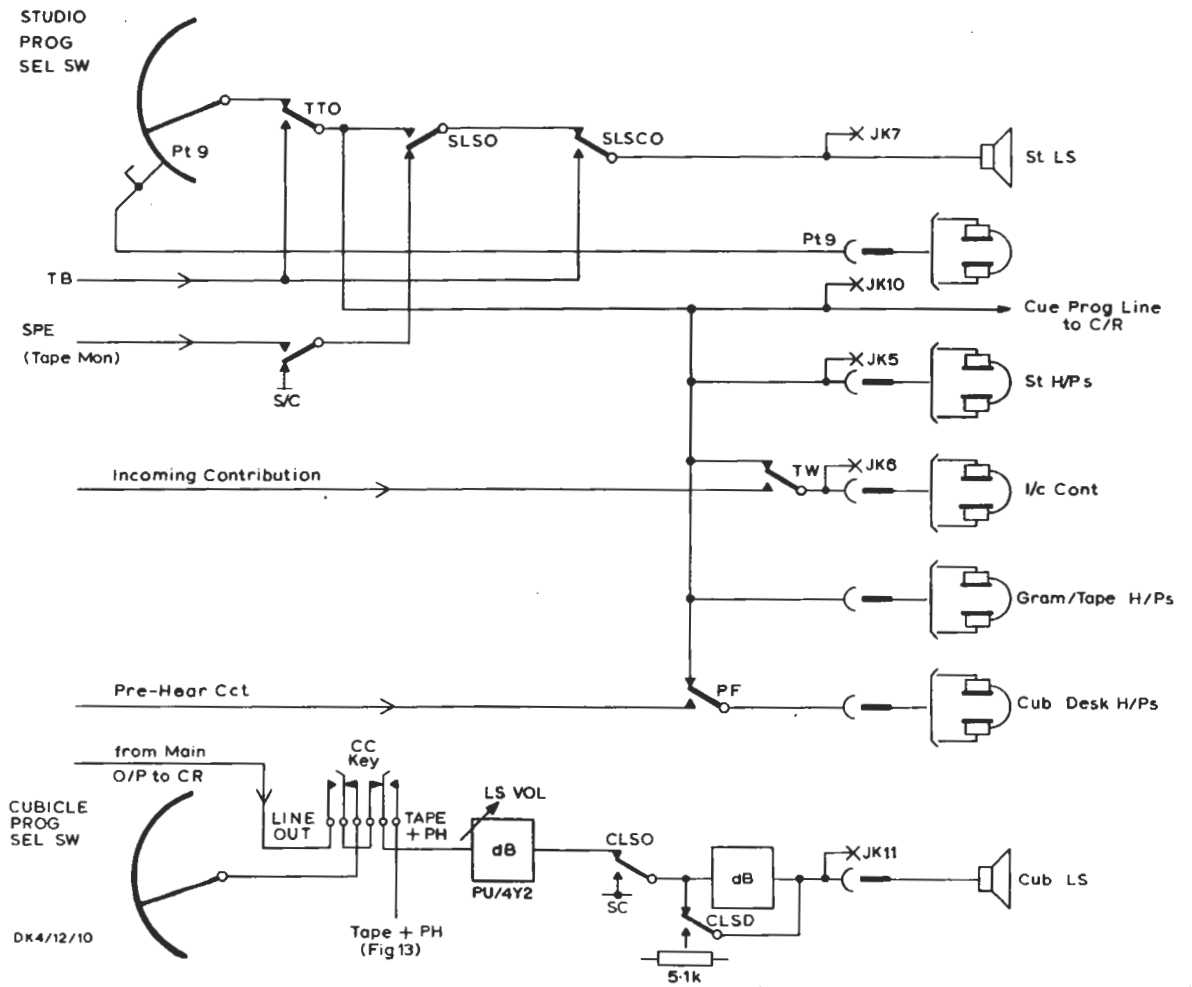 STUDIO
PROG
SEL SW
TTO
Pt 9
SLSO
SLSCO
JK7
St LS
Pt9
TB
JK10
Cue Prog Line
to C/R
SPE
(Tape Mon)
S/C
JK5
St H/Ps
Incoming Contribution
TW
JK6
I/c Cont
Gram/Tape H/Ps
Pre-Hear Cct
PF
Cub Desk H/Ps
from Main
O/P to CR
CC
Key
LS VOL
CUBICLE
PROG
SEL SW
LINE
OUT
TAPE
+ PH
dB
PU/4Y2
CLSO
SC
dB
JK11
Cub LS
CLSD
5·1k
Tape + PH
(Fig 13)
DK4/12/10